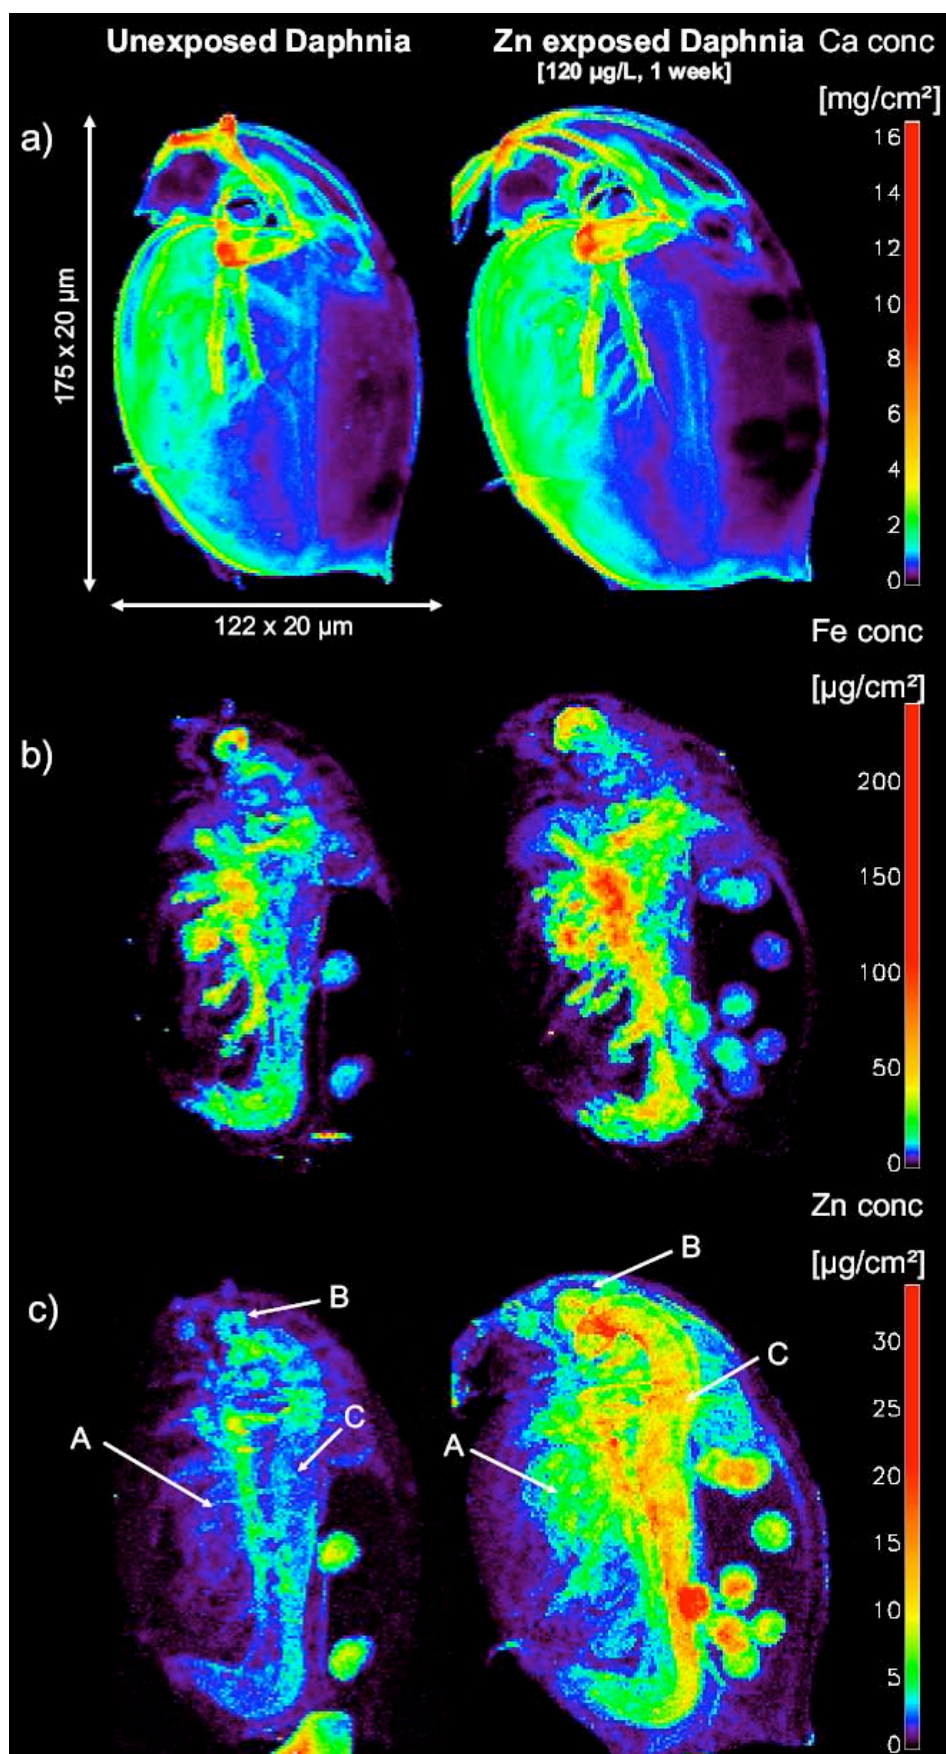 Unexposed Daphnia
Zn exposed Daphnia
[120 µg/L, 1 week]
Ca conc
[mg/cm²]
a)
16
14
12
10
8
6
4
2
0
175 x 20 µm
122 x 20 µm
Fe conc
[µg/cm²]
b)
200
150
100
50
0
Zn conc
[µg/cm²]
c)
B
B
C
C
A
A
30
25
20
15
10
5
0